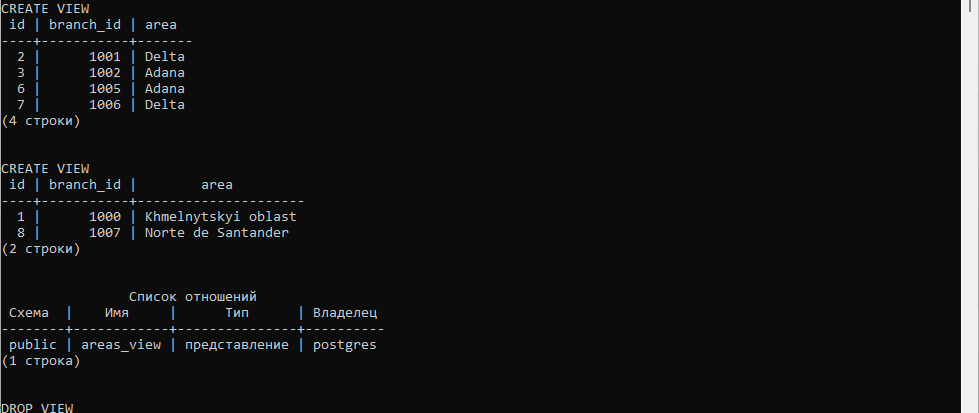 CREATE VIEW
 id | branch_id | area
----+-----------+-------
  2 |      1001 | Delta
  3 |      1002 | Adana
  6 |      1005 | Adana
  7 |      1006 | Delta
(4 строки)
CREATE VIEW
 id | branch_id |        area
----+-----------+---------------------
  1 |      1000 | Khmelnytskyi oblast
  8 |      1007 | Norte de Santander
(2 строки)
                Список отношений
 Схема  |    Имя     |      Тип      | Владелец
--------+------------+---------------+----------
 public | areas_view | представление | postgres
(1 строка)
DROP VIEW